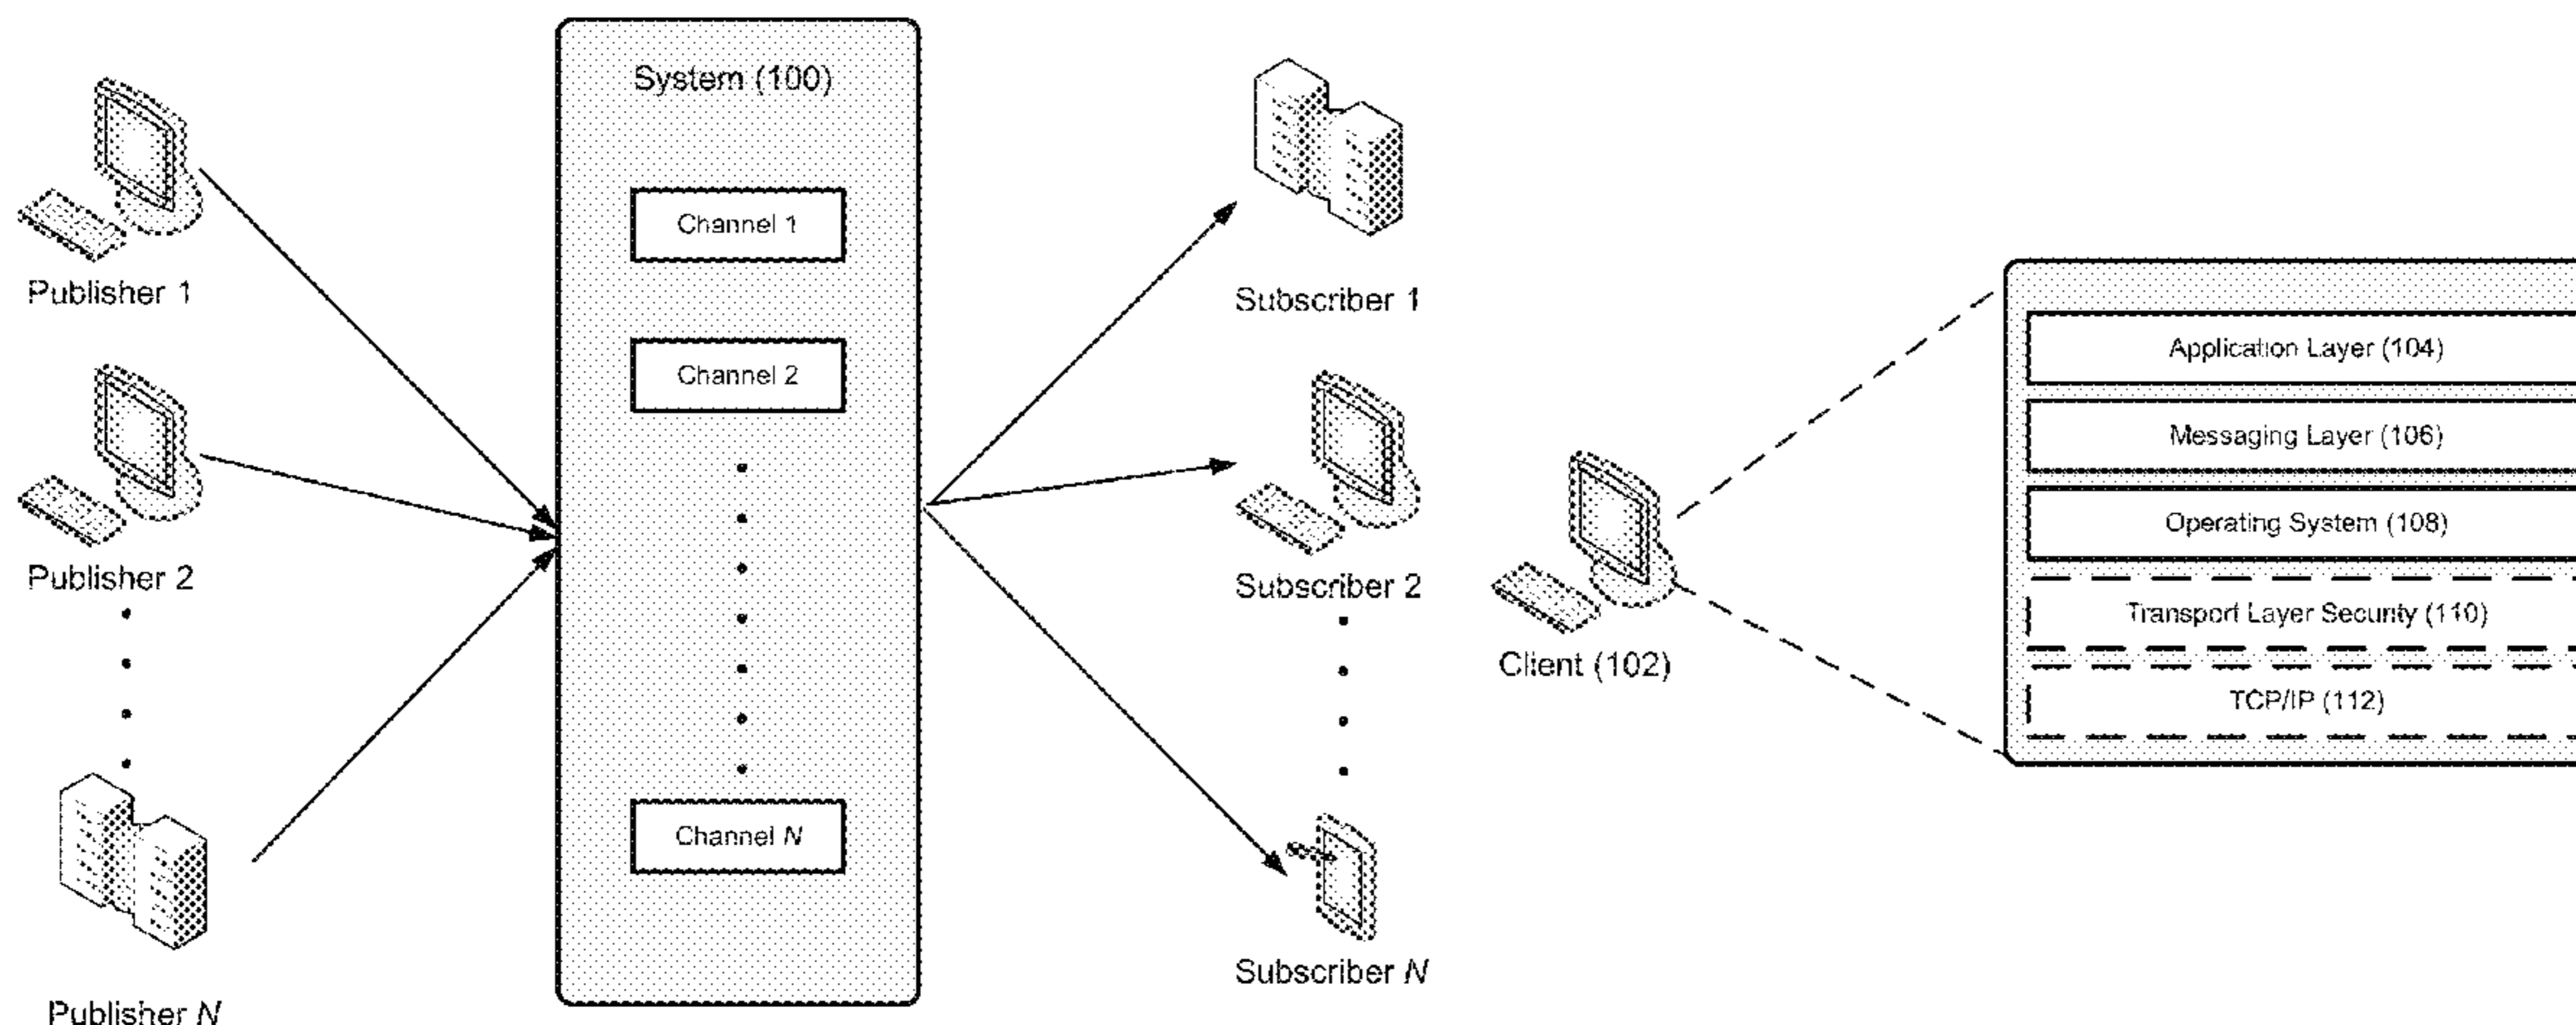 System (100)
Channel 1
Channel 2
Channel N
Publisher 1
Publisher 2
Publisher N
Subscriber 1
Subscriber 2
Subscriber N
Client (102)
Application Layer (104)
Messaging Layer (106)
Operating System (108)
Transport Layer Security (110)
TCP/IP (112)